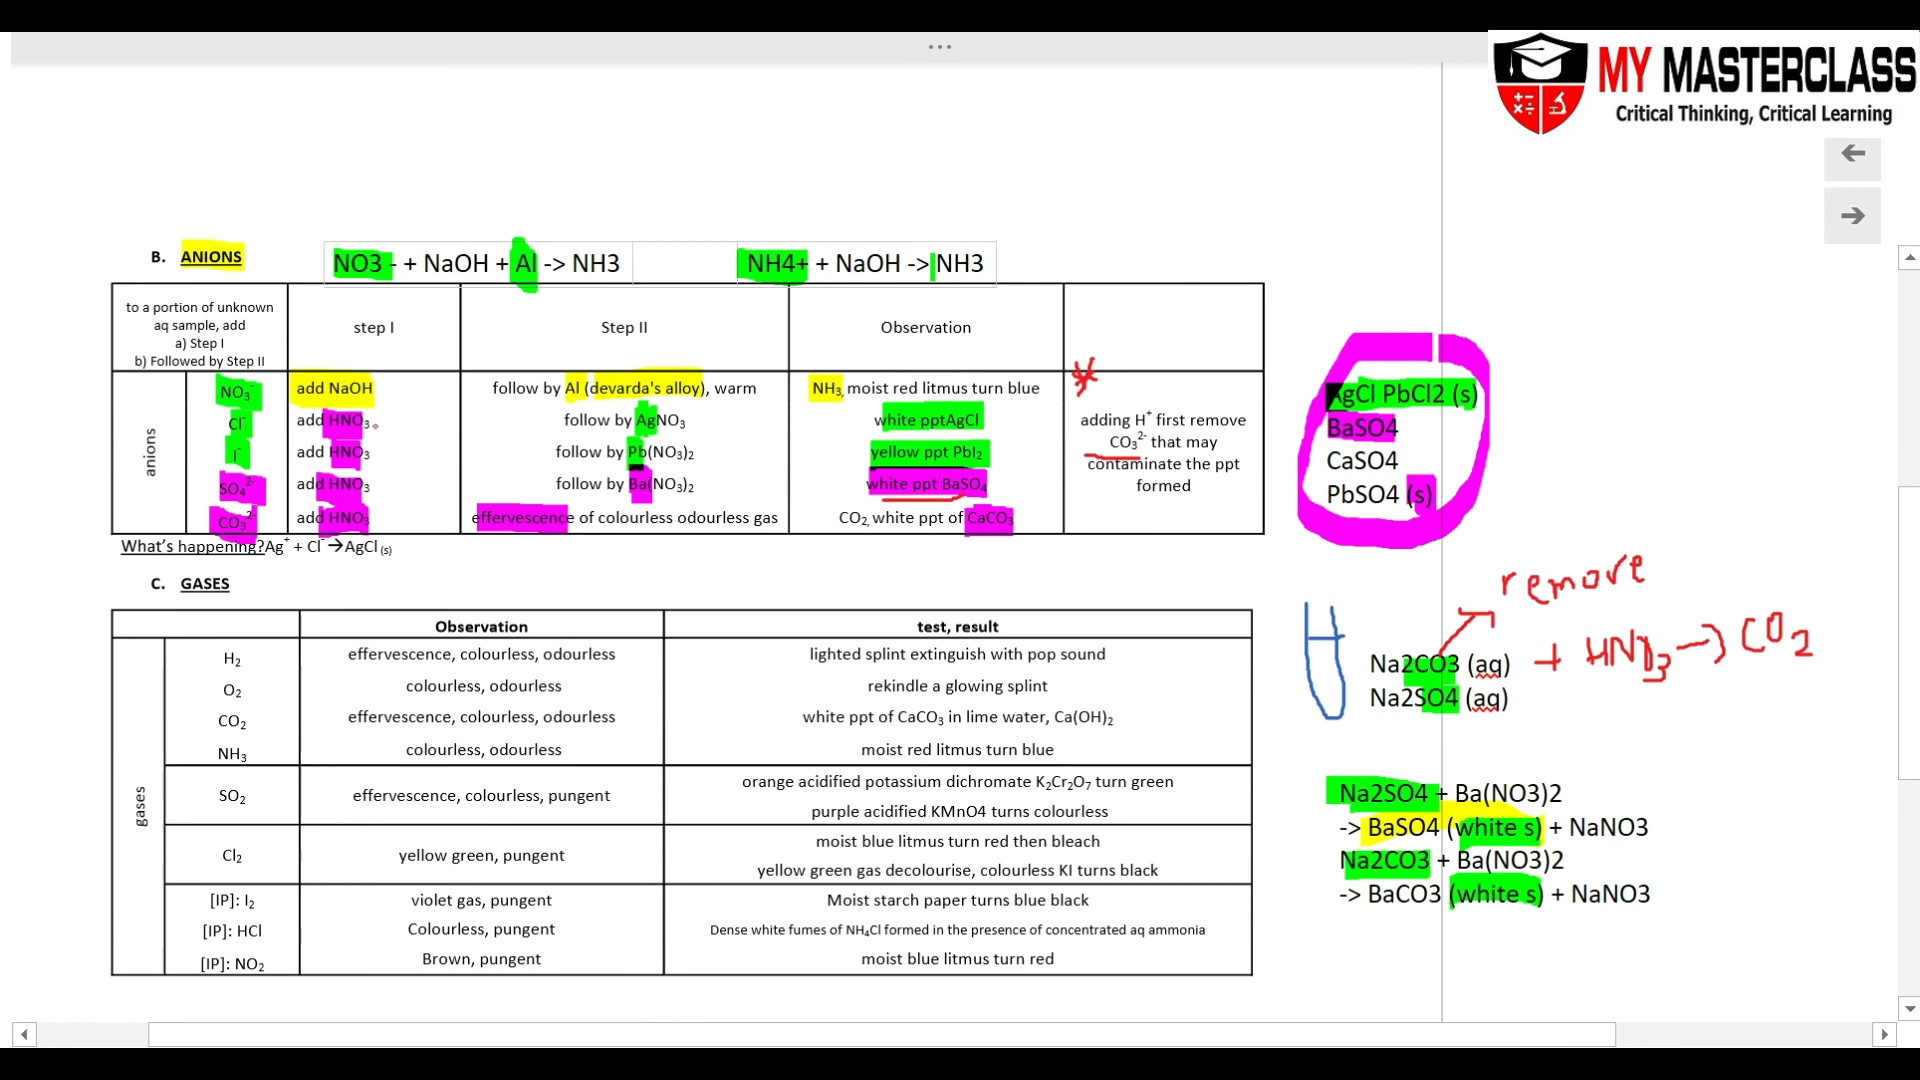 MY MASTERCLASS
Critical Thinking, Critical Learning
B. ANIONS
NO3 - + NaOH + Al -> NH3
NH4+ + NaOH -> NH3
to a portion of unknown
aq sample, add
a) Step I
b) Followed by Step II
step I
Step II
Observation
anions
NO₃⁻ add NaOH follow by Al (devarda's alloy), warm NH₃, moist red litmus turn blue
Cl⁻ add HNO₃ follow by AgNO₃ white pptAgCl
I⁻ add HNO₃ follow by Pb(NO₃)₂ yellow ppt PbI₂
SO₄²⁻ add HNO₃ follow by Ba(NO₃)₂ white ppt BaSO₄
CO₃²⁻ add HNO₃ effervescence of colourless odourless gas CO₂, white ppt of CaCO₃
adding H⁺ first remove
CO₃²⁻ that may
contaminate the ppt
formed
What's happening?Ag⁺ + Cl⁻ →AgCl (s)
AgCl PbCl2 (s)
BaSO4
CaSO4
PbSO4 (s)
remove
Na2CO3 (aq) + HNO3 → CO2
Na2SO4 (aq)
Na2SO4 + Ba(NO3)2
-> BaSO4 (white s) + NaNO3
Na2CO3 + Ba(NO3)2
-> BaCO3 (white s) + NaNO3
C. GASES
Observation
test, result
gases
H₂ effervescence, colourless, odourless lighted splint extinguish with pop sound
O₂ colourless, odourless rekindle a glowing splint
CO₂ effervescence, colourless, odourless white ppt of CaCO₃ in lime water, Ca(OH)₂
NH₃ colourless, odourless moist red litmus turn blue
SO₂ effervescence, colourless, pungent orange acidified potassium dichromate K₂Cr₂O₇ turn green
purple acidified KMnO4 turns colourless
Cl₂ yellow green, pungent moist blue litmus turn red then bleach
yellow green gas decolourise, colourless KI turns black
[IP]: I₂ violet gas, pungent Moist starch paper turns blue black
[IP]: HCl Colourless, pungent Dense white fumes of NH₄Cl formed in the presence of concentrated aq ammonia
[IP]: NO₂ Brown, pungent moist blue litmus turn red